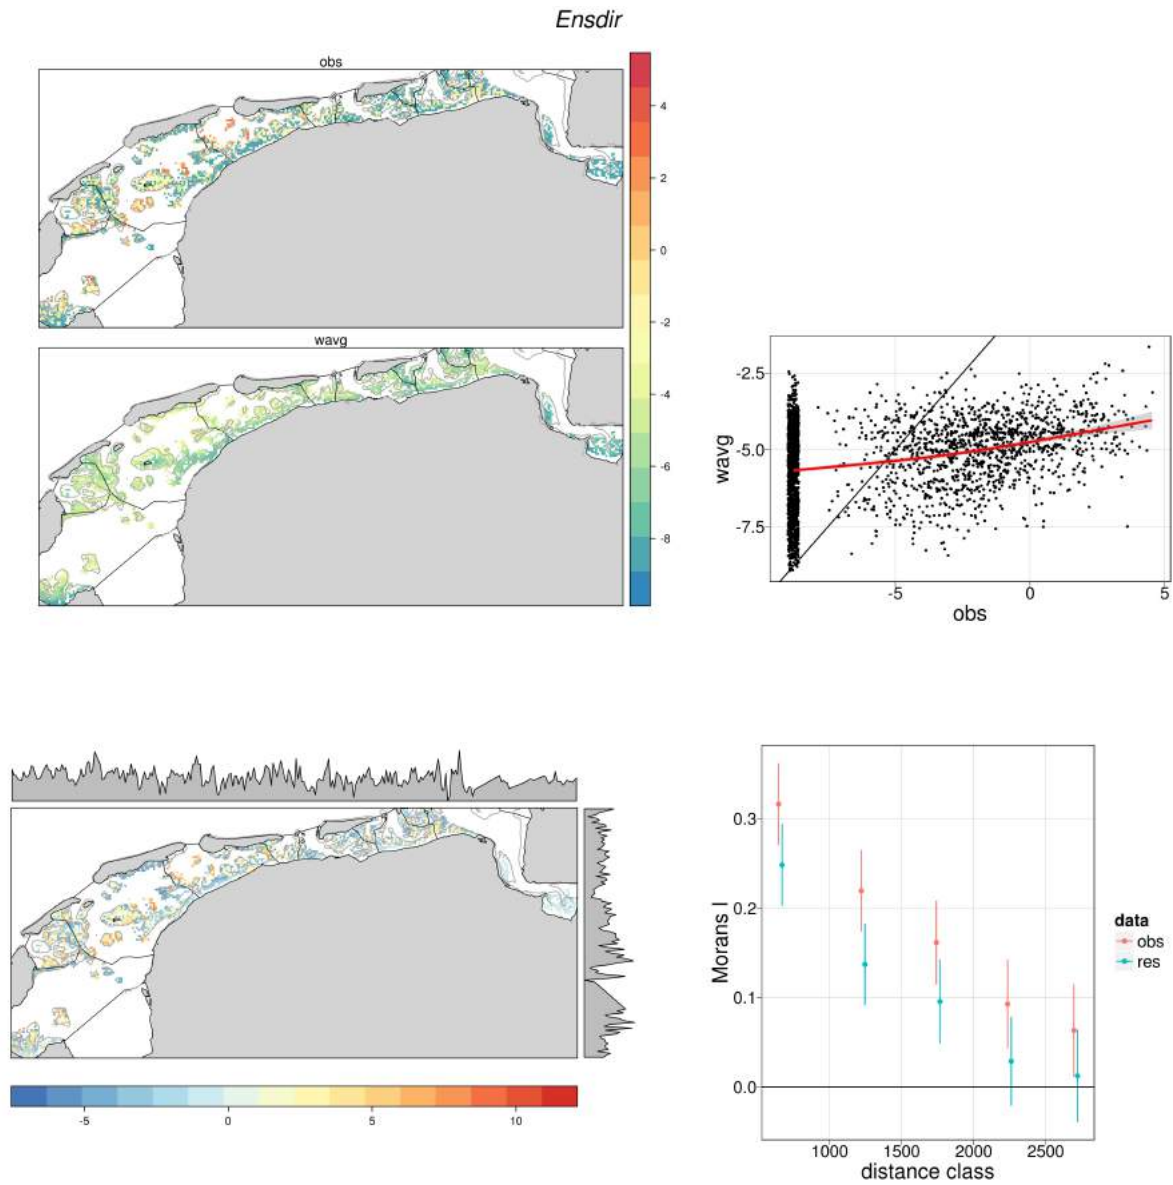 Ensdir
obs
4
2
0
-2
-4
-6
-8
wavg
-2.5
-5.0
-7.5
wavg
-5 0 5
obs
-5 0 5 10
0.3
0.2
0.1
0.0
Morans I
1000 1500 2000 2500
distance class
data
obs
res